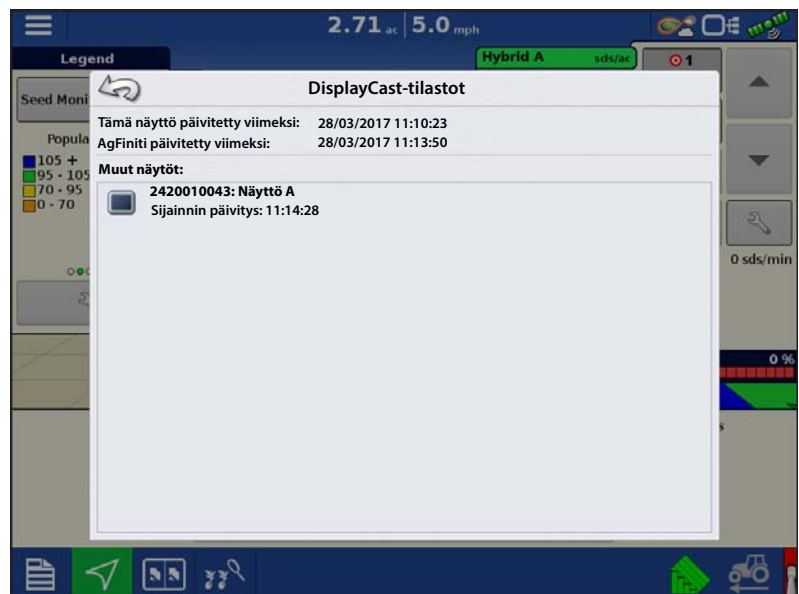 2.71 ac 5.0 mph
Legend
Hybrid A sds/ac
1
Seed Moni
DisplayCast-tilastot
Tämä näyttö päivitetty viimeksi: 28/03/2017 11:10:23
AgFiniti päivitetty viimeksi: 28/03/2017 11:13:50
Popula
105 +
95 - 105
70 - 95
0 - 70
Muut näytöt:
2420010043: Näyttö A
Sijainnin päivitys: 11:14:28
0 sds/min
0 %
s